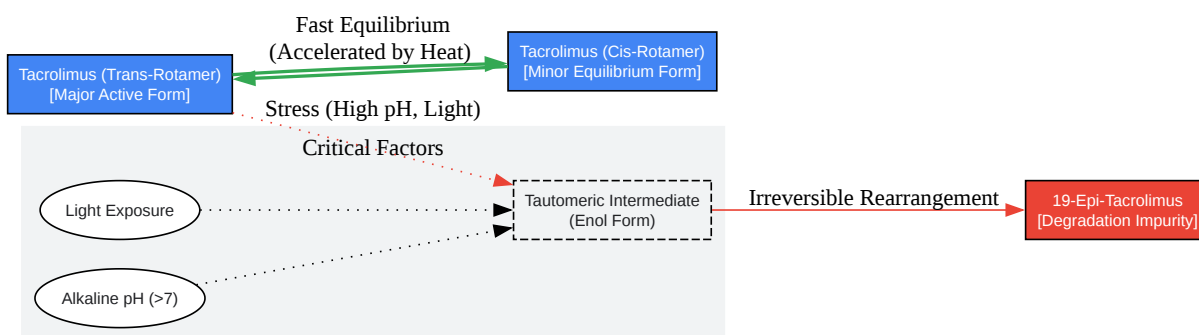 Fast Equilibrium
(Accelerated by Heat)
Tacrolimus (Trans-Rotamer)
[Major Active Form]
Tacrolimus (Cis-Rotamer)
[Minor Equilibrium Form]
Stress (High pH, Light)
Critical Factors
Light Exposure
Alkaline pH (>7)
Tautomeric Intermediate
(Enol Form)
Irreversible Rearrangement
19-Epi-Tacrolimus
[Degradation Impurity]